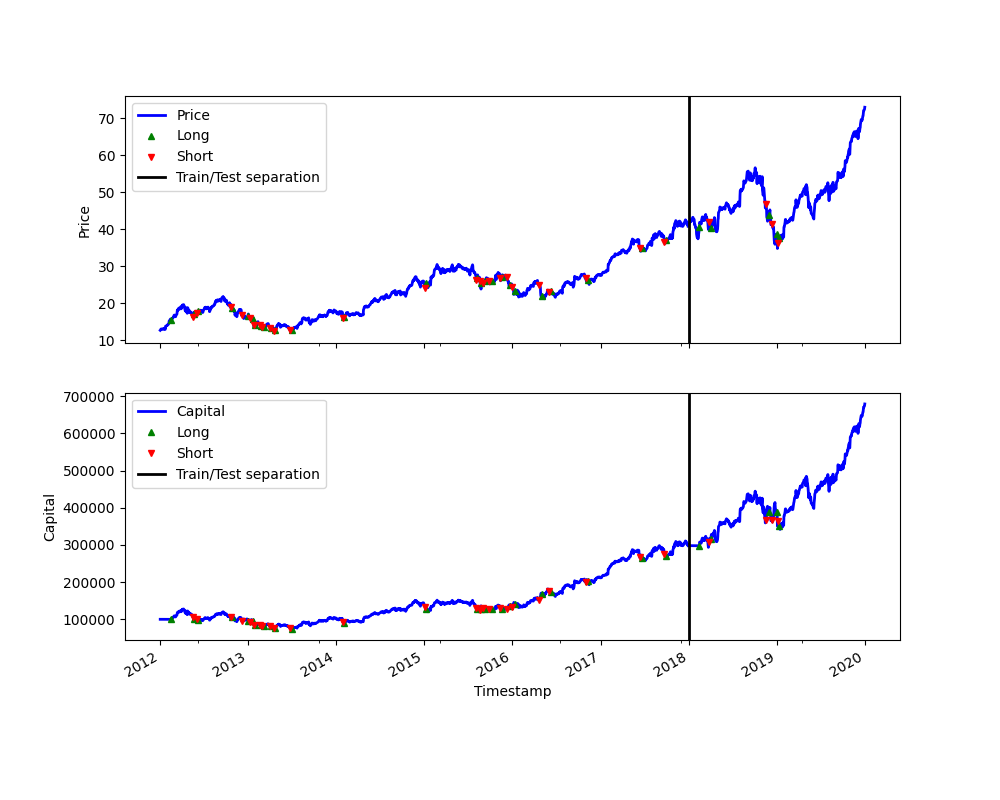 Price
Long
Short
Train/Test separation
70
60
50
40
30
20
10
Price
Capital
Long
Short
Train/Test separation
700000
600000
500000
400000
300000
200000
100000
Capital
2012 2013 2014 2015 2016 2017 2018 2019 2020
Timestamp